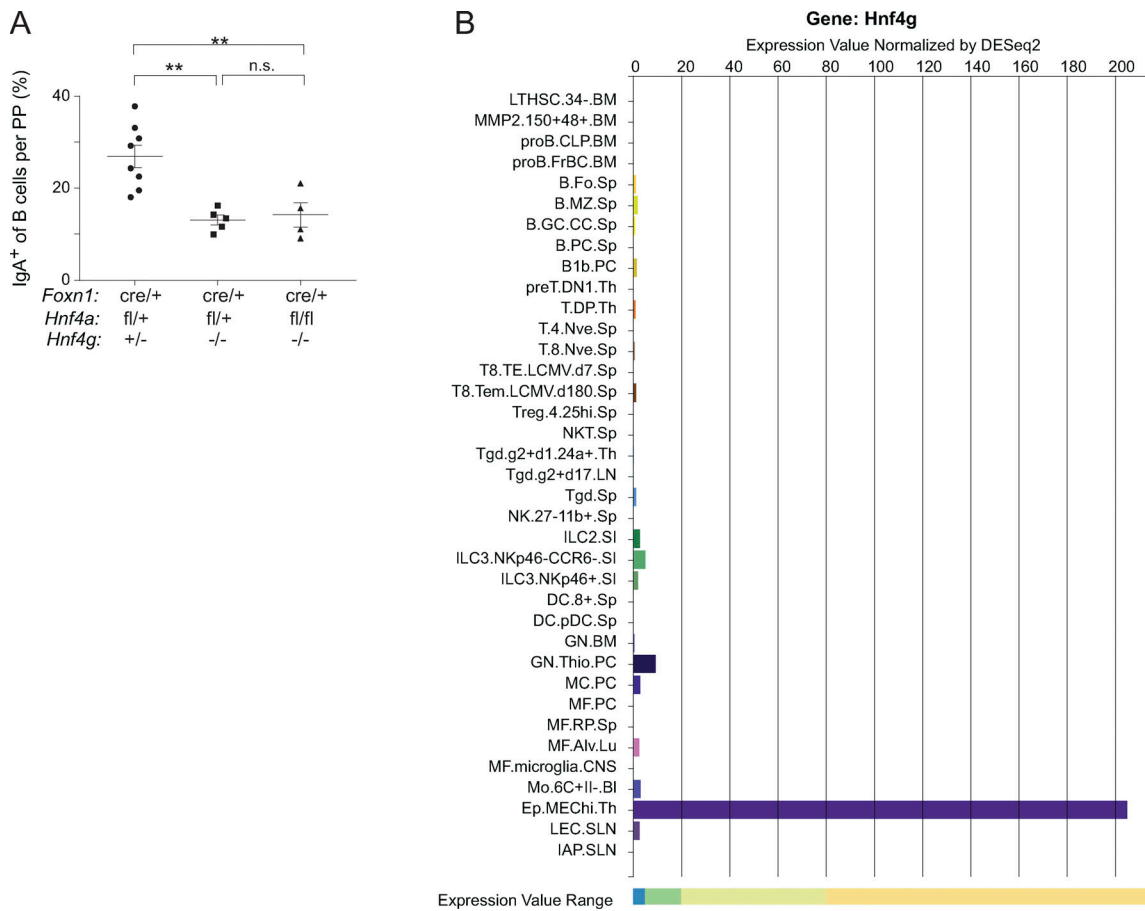 A
**
**
n.s.
IgA+ of B cells per PP (%)
40
20
0
Foxn1: cre/+ cre/+ cre/+
Hnf4a: fl/+ fl/+ fl/fl
Hnf4g: +/- -/- -/-
B
Gene: Hnf4g
Expression Value Normalized by DESeq2
0 20 40 60 80 100 120 140 160 180 200
LTHSC.34-.BM
MMP2.150+48+.BM
proB.CLP.BM
proB.FrBC.BM
B.Fo.Sp
B.MZ.Sp
B.GC.CC.Sp
B.PC.Sp
B1b.PC
preT.DN1.Th
T.DP.Th
T.4.Nve.Sp
T.8.Nve.Sp
T8.TE.LCMV.d7.Sp
T8.Tem.LCMV.d180.Sp
Treg.4.25hi.Sp
NKT.Sp
Tgd.g2+d1.24a+.Th
Tgd.g2+d17.LN
Tgd.Sp
NK.27-11b+.Sp
ILC2.SI
ILC3.NKp46-CCR6-.SI
ILC3.NKp46+.SI
DC.8+.Sp
DC.pDC.Sp
GN.BM
GN.Thio.PC
MC.PC
MF.PC
MF.RP.Sp
MF.Alv.Lu
MF.microglia.CNS
Mo.6C+II-.Bl
Ep.MEChi.Th
LEC.SLN
IAP.SLN
Expression Value Range